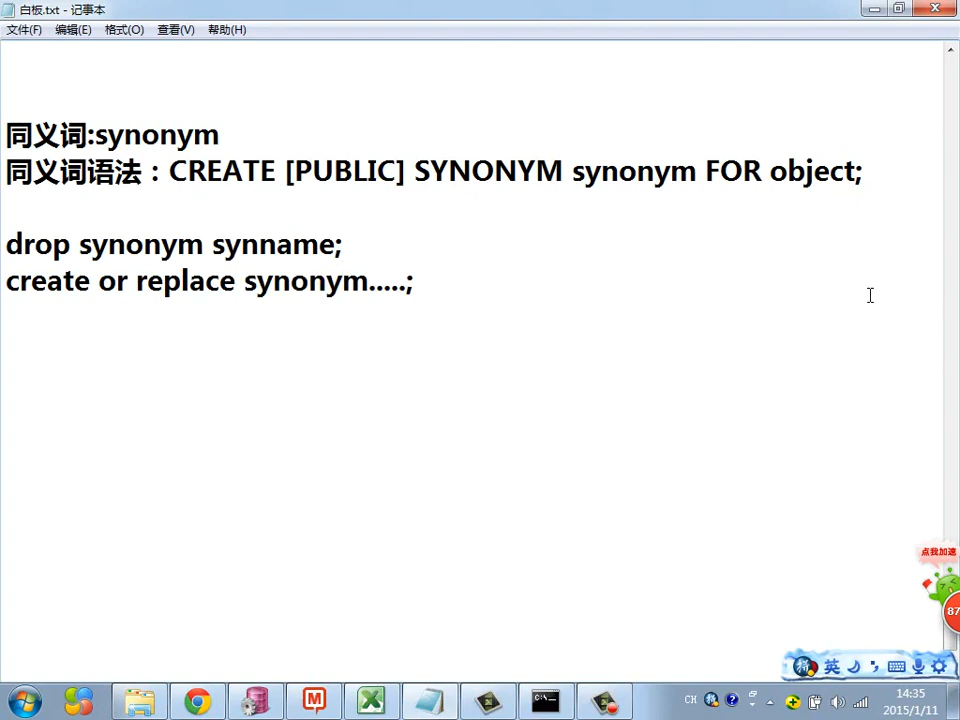 白板.txt - 记事本
文件(F) 编辑(E) 格式(O) 查看(V) 帮助(H)
同义词:synonym
同义词语法：CREATE [PUBLIC] SYNONYM synonym FOR object;
drop synonym synname;
create or replace synonym.....;
点我加速
87
英
CH
14:35
2015/1/11